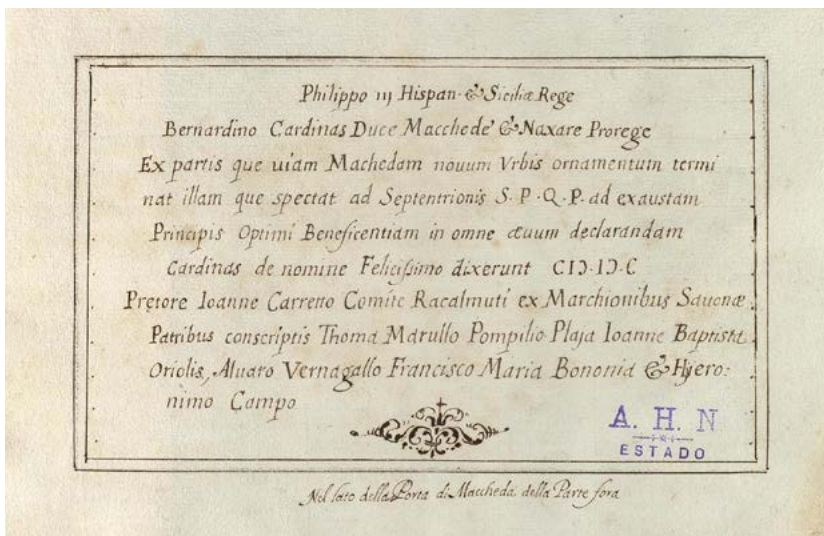 Philippo iij Hispan. & Siciliæ Rege
Bernardino Cardinas Duce Macchede & Naxare Prorege
Ex partis que uiam Machedam nouum Vrbis ornamentum termi
nat illam que spectat ad Septentrionis S. P. Q. P. ad exaustam
Principis Optimi Beneficentiam in omne æuum declarandam
Cardinas de nomine Felicissimo dixerunt CIↃ.IↃ.C
Pretore Ioanne Carretto Comite Racalmuti ex Marchionibus Sauonæ
Patribus conscriptis Thoma Marullo Pompilio Plaja Ioanne Baptista
Oriolis, Aluaro Vernagallo Francisco Maria Bononia & Hjero:
nimo Campo
A. H. N
ESTADO
Nel lato della Porta di Maccheda della Parte fora